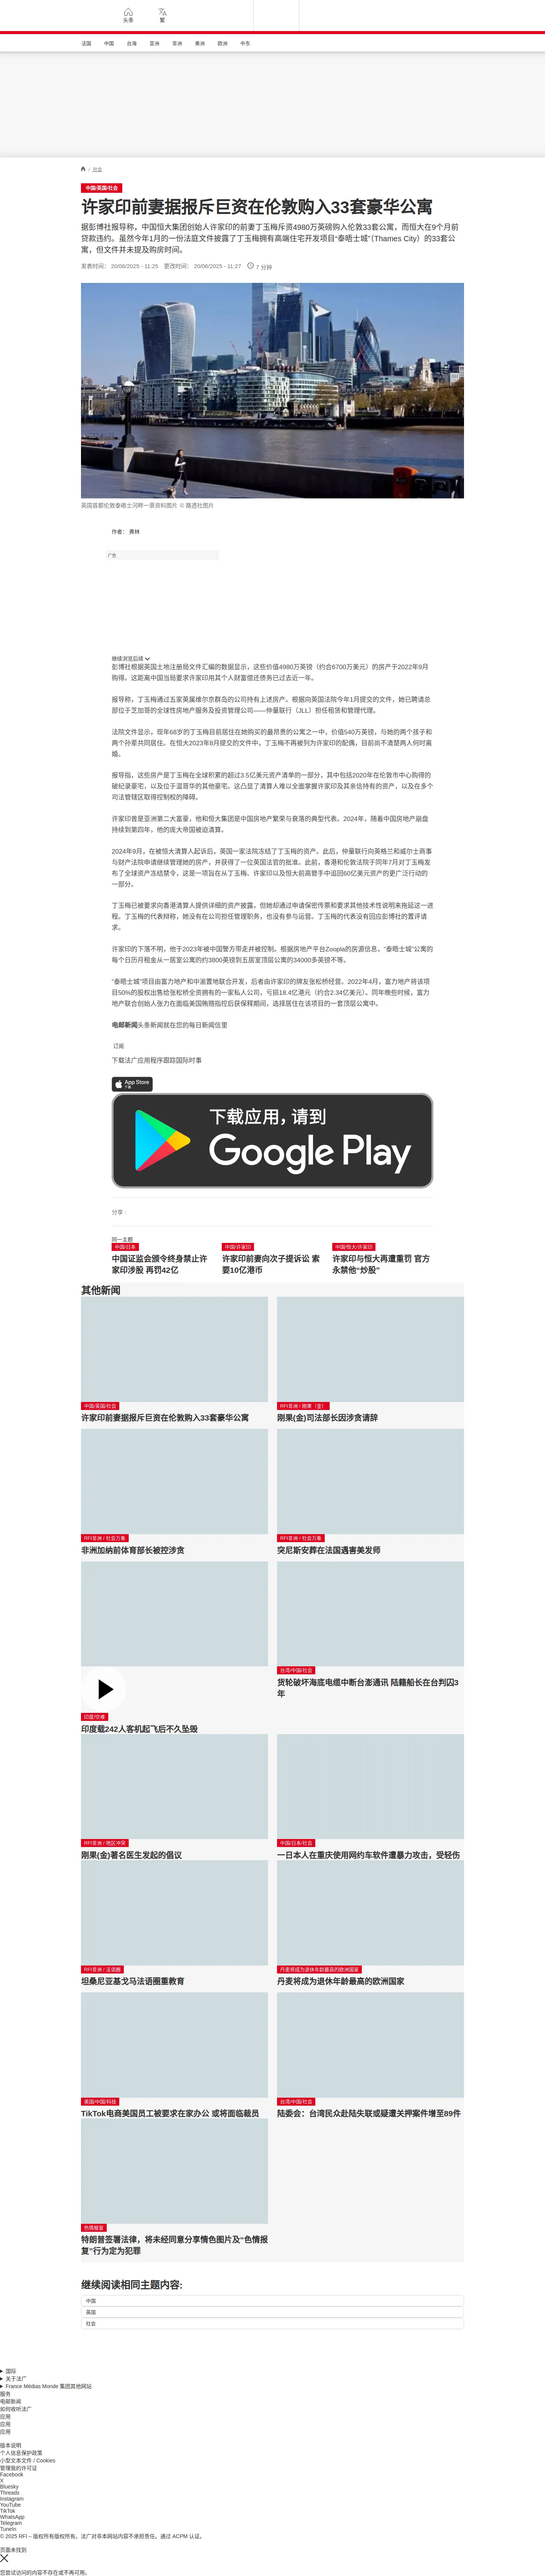 头条
繁
法国 中国 台海 亚洲 非洲 美洲 欧洲 中东
/ 社会
中国/英国/社会
许家印前妻据报斥巨资在伦敦购入33套豪华公寓
据彭博社报导称，中国恒大集团创始人许家印的前妻丁玉梅斥资4980万英镑购入伦敦33套公寓，而恒大在9个月前
贷款违约。虽然今年1月的一份法庭文件披露了丁玉梅拥有高端住宅开发项目“泰晤士城”（Thames City）的33套公
寓，但文件并未提及购房时间。
发表时间： 20/06/2025 - 11:25 更改时间： 20/06/2025 - 11:27 7 分钟
英国首都伦敦泰晤士河畔一景资料图片 © 路透社图片
作者： 弗林
广告
继续浏览后续
彭博社根据英国土地注册局文件汇编的数据显示，这些价值4980万英镑（约合6700万美元）的房产于2022年9月
购得。这距离中国当局要求许家印用其个人财富偿还债务已过去近一年。
报导称，丁玉梅通过五家英属维尔京群岛的公司持有上述房产。根据向英国法院今年1月提交的文件，她已聘请总
部位于芝加哥的全球性房地产服务及投资管理公司——仲量联行（JLL）担任租赁和管理代理。
法院文件显示，现年68岁的丁玉梅目前居住在她购买的最昂贵的公寓之一中，价值540万英镑，与她的两个孩子和
两个孙辈共同居住。在恒大2023年8月提交的文件中，丁玉梅不再被列为许家印的配偶，目前尚不清楚两人何时离
婚。
报导指，这些房产是丁玉梅在全球积累的超过3.5亿美元资产清单的一部分，其中包括2020年在伦敦市中心购得的
破纪录豪宅，以及位于温哥华的其他豪宅。这凸显了清算人难以全面掌握许家印及其亲信持有的资产，以及在多个
司法管辖区取得控制权的障碍。
许家印曾是亚洲第二大富豪，他和恒大集团是中国房地产繁荣与衰落的典型代表。2024年，随着中国房地产崩盘
持续到第四年，他的庞大帝国被迫清算。
2024年9月，在被恒大清算人起诉后，英国一家法院冻结了丁玉梅的资产。此后，仲量联行向英格兰和威尔士商事
与财产法院申请继续管理她的房产，并获得了一位英国法官的批准。此前，香港和伦敦法院于同年7月对丁玉梅发
布了全球资产冻结禁令，这是一项旨在从丁玉梅、许家印以及恒大前高管手中追回60亿美元资产的更广泛行动的
一部分。
丁玉梅已被要求向香港清算人提供详细的资产披露，但她却通过申请保密传票和要求其他技术性说明来拖延这一进
程。丁玉梅的代表辩称，她没有在公司担任管理职务，也没有参与运营。丁玉梅的代表没有回应彭博社的置评请
求。
许家印的下落不明，他于2023年被中国警方带走并被控制。根据房地产平台Zoopla的房源信息，“泰晤士城”公寓的
每个日历月租金从一居室公寓的约3800英镑到五居室顶层公寓的34000多英镑不等。
“泰晤士城”项目由富力地产和中渝置地联合开发，后者由许家印的牌友张松桥经营。2022年4月，富力地产将该项
目50%的股权出售给张松桥全资拥有的一家私人公司，亏损18.4亿港元（约合2.34亿美元）。同年晚些时候，富力
地产联合创始人张力在面临美国贿赂指控后获保释期间，选择居住在该项目的一套顶层公寓中。
电邮新闻头条新闻就在您的每日新闻信里
订阅
下载法广应用程序跟踪国际时事
App Store
下载
下载应用，请到
Google Play
分享 :
同一主题
中国/日本
中国证监会颁令终身禁止许
家印涉股 再罚42亿
中国/许家印
许家印前妻向次子提诉讼 索
要10亿港币
中国/恒大/许家印
许家印与恒大再遭重罚 官方
永禁他“炒股”
其他新闻
中国/英国/社会
许家印前妻据报斥巨资在伦敦购入33套豪华公寓
RFI非洲 / 刚果（金）
刚果(金)司法部长因涉贪请辞
RFI非洲 / 社会万象
非洲加纳前体育部长被控涉贪
RFI非洲 / 社会万象
突尼斯安葬在法国遇害美发师
印度/空难
印度载242人客机起飞后不久坠毁
台湾/中国/社会
货轮破坏海底电缆中断台澎通讯 陆籍船长在台判囚3
年
RFI非洲 / 地区冲突
刚果(金)著名医生发起的倡议
中国/日本/社会
一日本人在重庆使用网约车软件遭暴力攻击，受轻伤
RFI非洲 / 法语圈
坦桑尼亚基戈马法语圈重教育
丹麦将成为退休年龄最高的欧洲国家
丹麦将成为退休年龄最高的欧洲国家
美国/中国/科技
TikTok电商美国员工被要求在家办公 或将面临裁员
台湾/中国/社会
陆委会：台湾民众赴陆失联或疑遭关押案件增至89件
色情报复
特朗普签署法律，将未经同意分享情色图片及“色情报
复”行为定为犯罪
继续阅读相同主题内容:
中国
英国
社会
国际
关于法广
France Médias Monde 集团其他网站
服务
电邮新闻
如何收听法广
应用
应用
应用
版本说明
个人信息保护政策
小型文本文件 / Cookies
管理我的许可证
Facebook
X
Bluesky
Threads
Instagram
YouTube
TikTok
WhatsApp
Telegram
TuneIn
© 2025 RFI – 版权所有版权所有。法广对非本网站内容不承担责任。通过 ACPM 认证。
页面未找到
您尝试访问的内容不存在或不再可用。